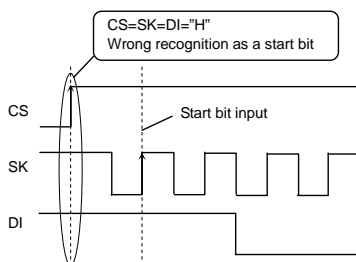 CS=SK=DI=”H”
Wrong recognition as a start bit
CS
Start bit input
SK
DI